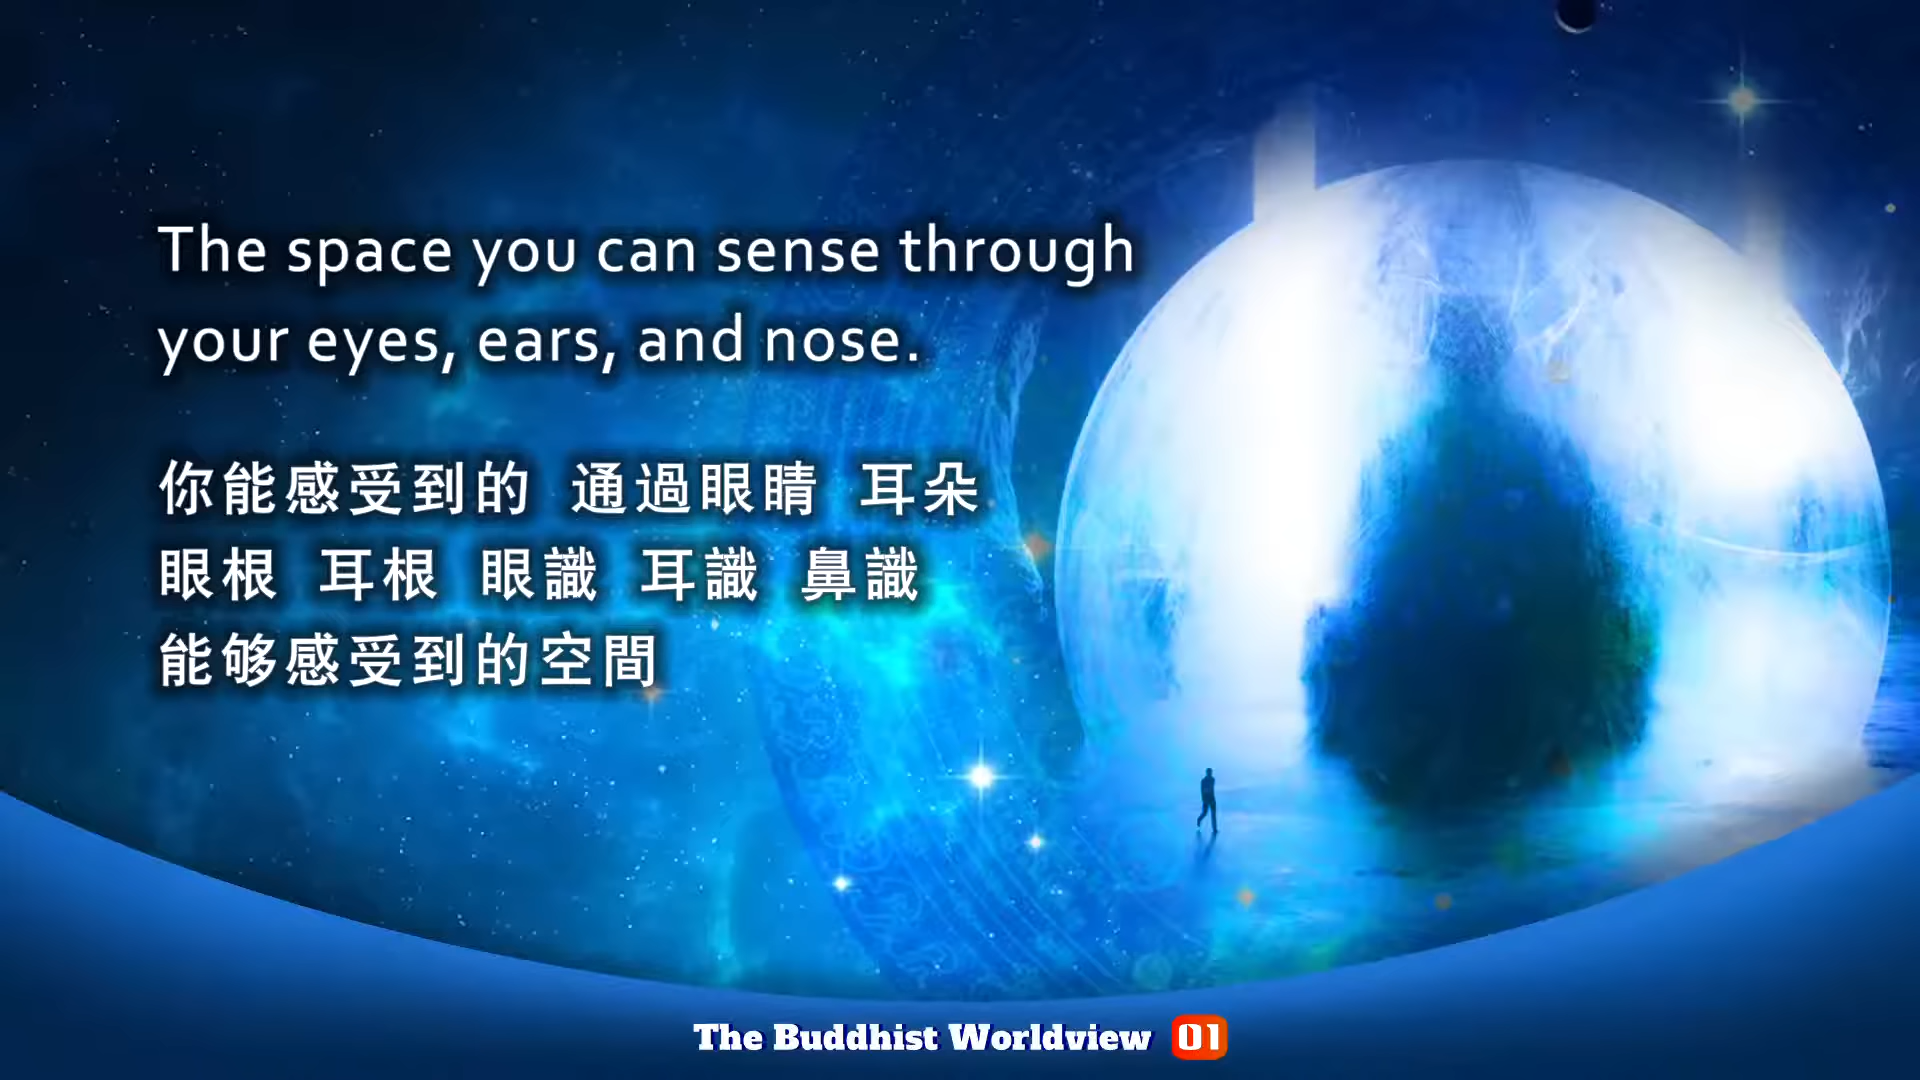 The space you can sense through
your eyes, ears, and nose.
你能感受到的 通過眼睛 耳朵
眼根 耳根 眼識 耳識 鼻識
能够感受到的空間
The Buddhist Worldview 01